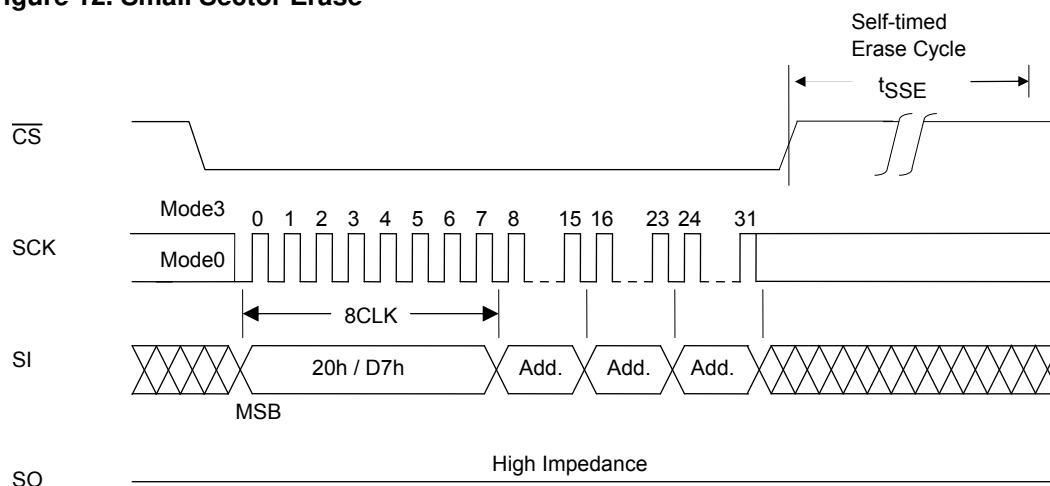 Figure 12. Small Sector Erase
Self-timed
Erase Cycle
tSSE
CS
Mode3
0 1 2 3 4 5 6 7 8 15 16 23 24 31
SCK
Mode0
8CLK
SI
20h / D7h Add. Add. Add.
MSB
High Impedance
SO